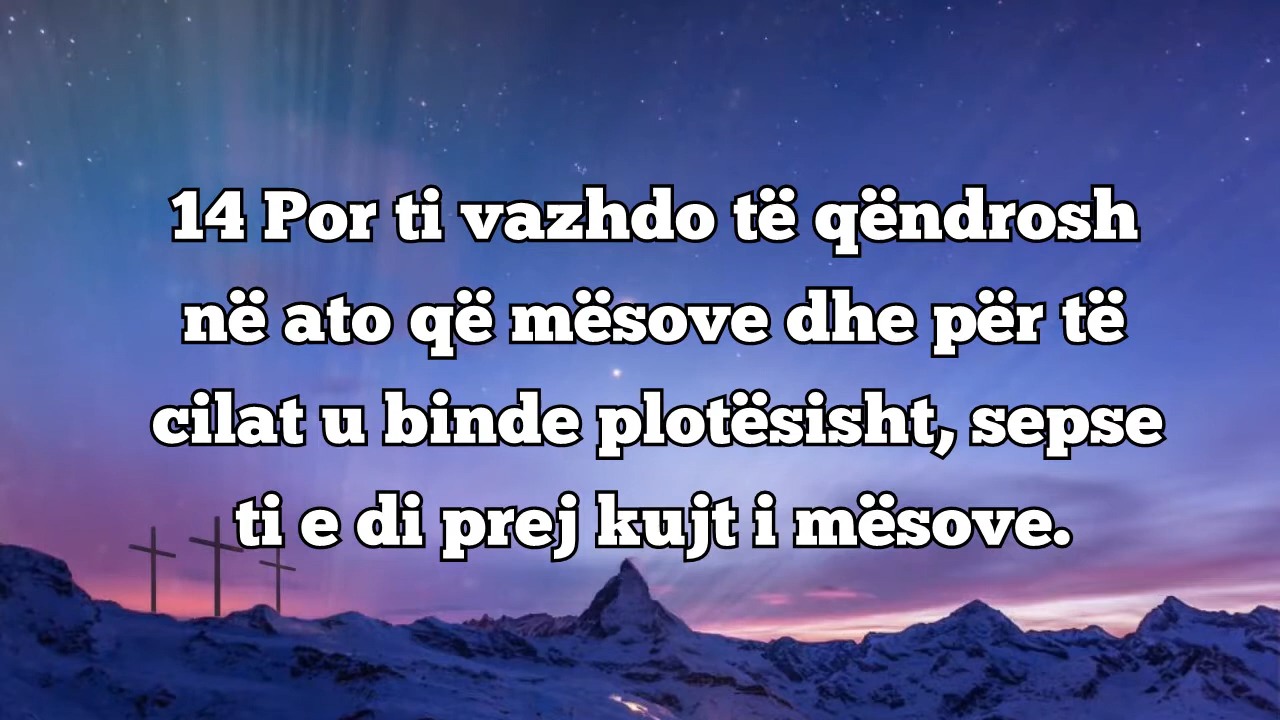 14 Por ti vazhdo të qëndrosh
në ato që mësove dhe për të
cilat u binde plotësisht, sepse
ti e di prej kujt i mësove.